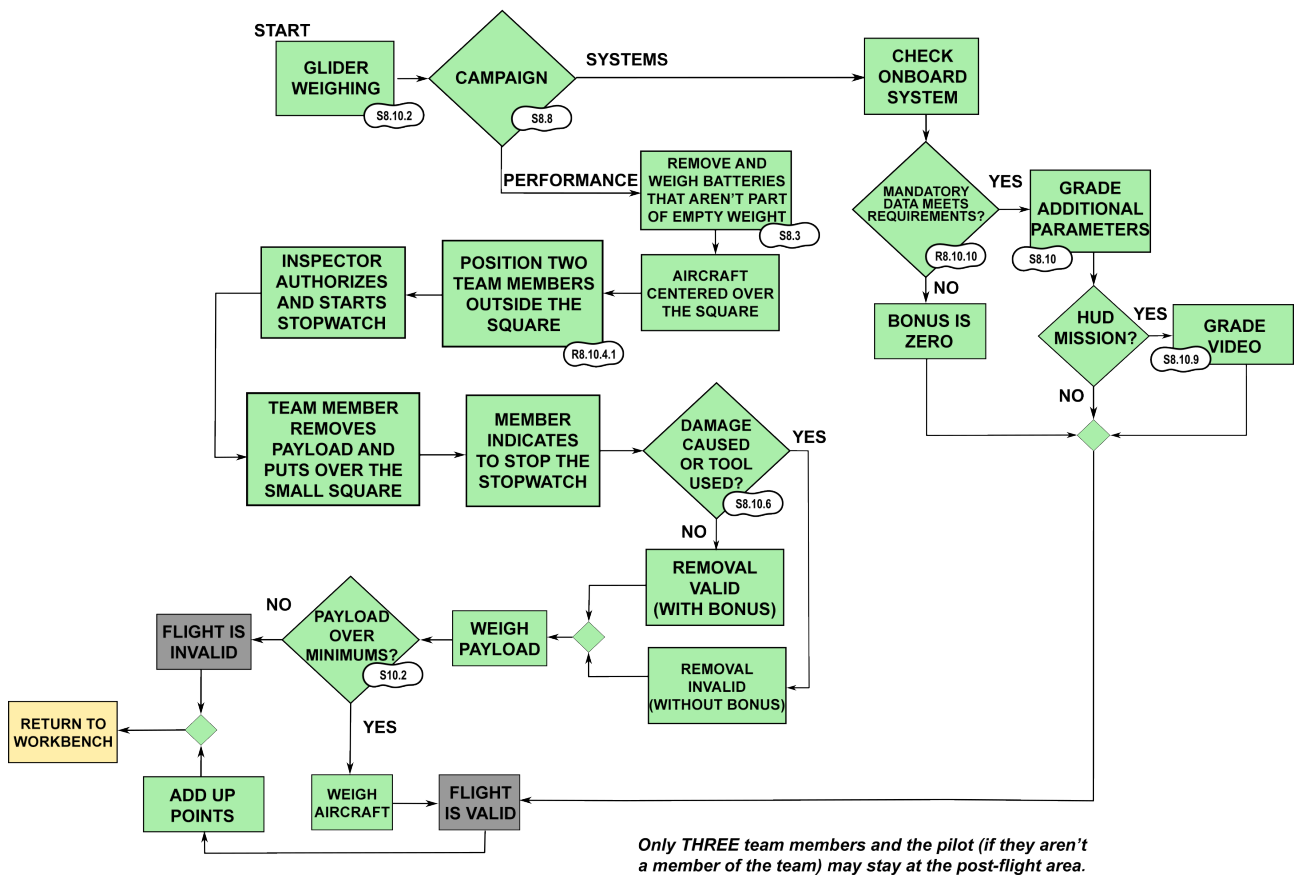 START
GLIDER
WEIGHING
S8.10.2
CAMPAIGN
S8.8
SYSTEMS
CHECK
ONBOARD
SYSTEM
PERFORMANCE
REMOVE AND
WEIGH BATTERIES
THAT AREN'T PART
OF EMPTY WEIGHT
S8.3
MANDATORY
DATA MEETS
REQUIREMENTS?
R8.10.10
YES
GRADE
ADDITIONAL
PARAMETERS
S8.10
NO
BONUS IS
ZERO
HUD
MISSION?
YES
GRADE
VIDEO
S8.10.9
NO
INSPECTOR
AUTHORIZES
AND STARTS
STOPWATCH
POSITION TWO
TEAM MEMBERS
OUTSIDE THE
SQUARE
R8.10.4.1
AIRCRAFT
CENTERED OVER
THE SQUARE
TEAM MEMBER
REMOVES
PAYLOAD AND
PUTS OVER THE
SMALL SQUARE
MEMBER
INDICATES
TO STOP THE
STOPWATCH
DAMAGE
CAUSED
OR TOOL
USED?
S8.10.6
YES
NO
REMOVAL
VALID
(WITH BONUS)
REMOVAL
INVALID
(WITHOUT BONUS)
WEIGH
PAYLOAD
PAYLOAD
OVER
MINIMUMS?
S10.2
NO
FLIGHT IS
INVALID
YES
RETURN TO
WORKBENCH
ADD UP
POINTS
WEIGH
AIRCRAFT
FLIGHT
IS VALID
Only THREE team members and the pilot (if they aren't
a member of the team) may stay at the post-flight area.